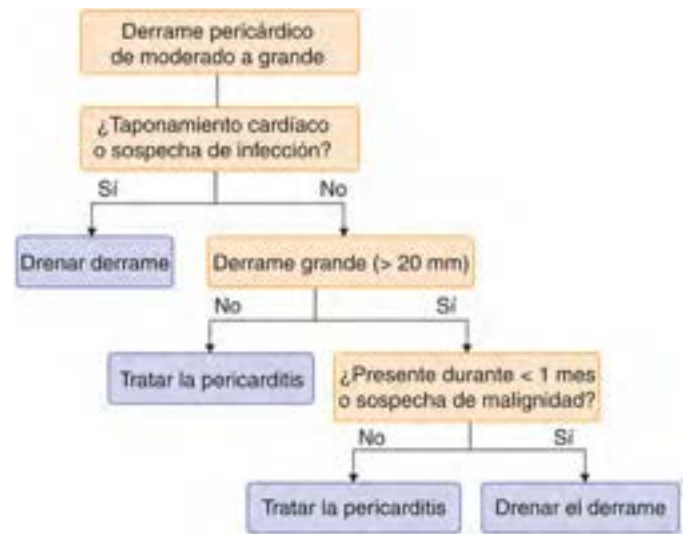 Derrame pericárdico
de moderado a grande
¿Taponamiento cardíaco
o sospecha de infección?
Sí
No
Drenar derrame
Derrame grande (> 20 mm)
No
Sí
Tratar la pericarditis
¿Presente durante < 1 mes
o sospecha de malignidad?
No
Sí
Tratar la pericarditis
Drenar el derrame